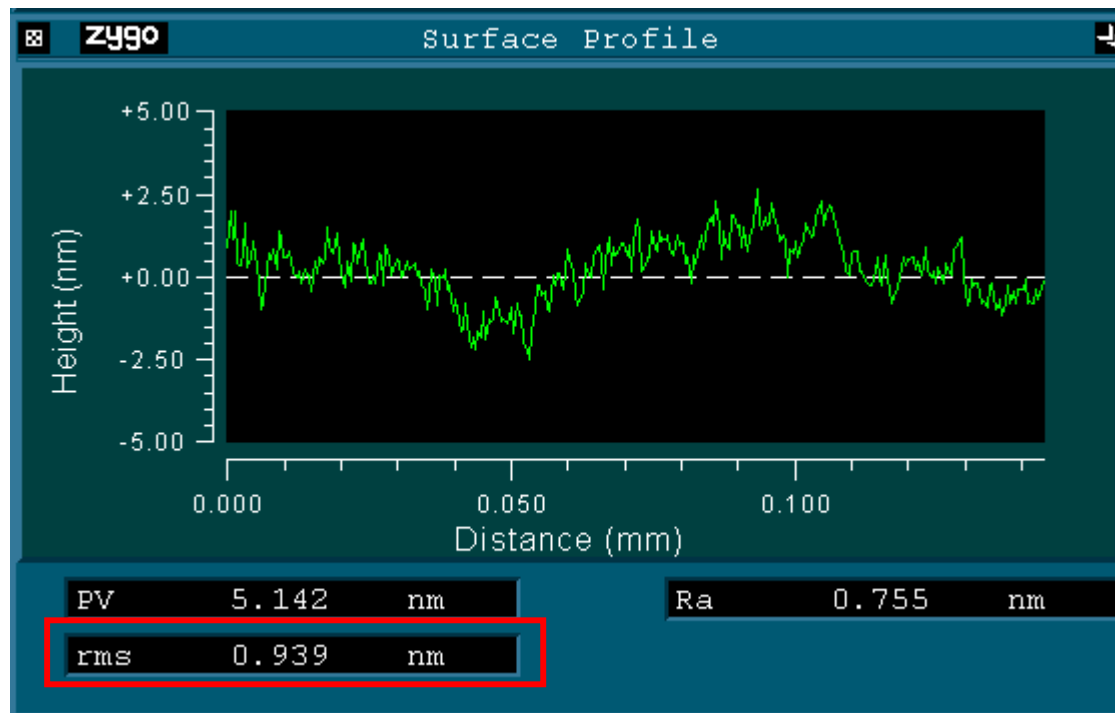 zygo Surface Profile
+5.00
+2.50
+0.00
-2.50
-5.00
Height (nm)
0.000 0.050 0.100
Distance (mm)
PV 5.142 nm Ra 0.755 nm
rms 0.939 nm